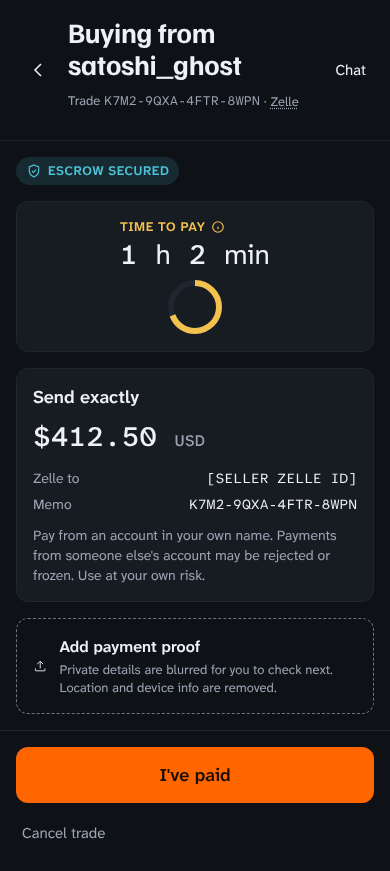 Buying from
satoshi_ghost
Chat
Trade K7M2-9QXA-4FTR-8WPN · Zelle
ESCROW SECURED
TIME TO PAY
1 h 2 min
Send exactly
$412.50 USD
Zelle to [SELLER ZELLE ID]
Memo K7M2-9QXA-4FTR-8WPN
Pay from an account in your own name. Payments
from someone else's account may be rejected or
frozen. Use at your own risk.
Add payment proof
Private details are blurred for you to check next.
Location and device info are removed.
I've paid
Cancel trade